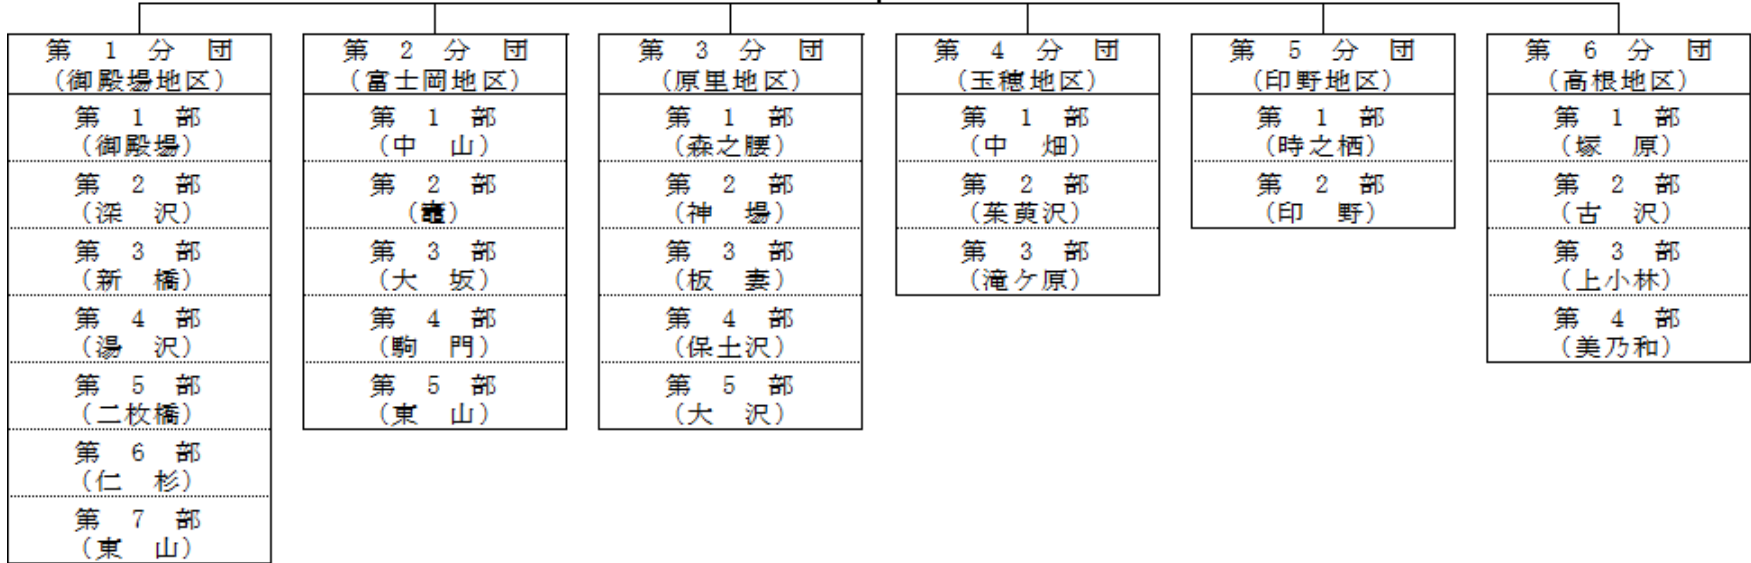 第 1 分 団
(御殿場地区)
第 1 部
(御殿場)
第 2 部
(深 沢)
第 3 部
(新 橋)
第 4 部
(湯 沢)
第 5 部
(二枚橋)
第 6 部
(仁 杉)
第 7 部
(東 山)
第 2 分 団
(富士岡地区)
第 1 部
(中 山)
第 2 部
(竈)
第 3 部
(大 坂)
第 4 部
(駒 門)
第 5 部
(東 山)
第 3 分 団
(原里地区)
第 1 部
(森之腰)
第 2 部
(神 場)
第 3 部
(板 妻)
第 4 部
(保土沢)
第 5 部
(大 沢)
第 4 分 団
(玉穂地区)
第 1 部
(中 畑)
第 2 部
(茱萸沢)
第 3 部
(滝ケ原)
第 5 分 団
(印野地区)
第 1 部
(時之栖)
第 2 部
(印 野)
第 6 分 団
(高根地区)
第 1 部
(塚 原)
第 2 部
(古 沢)
第 3 部
(上小林)
第 4 部
(美乃和)